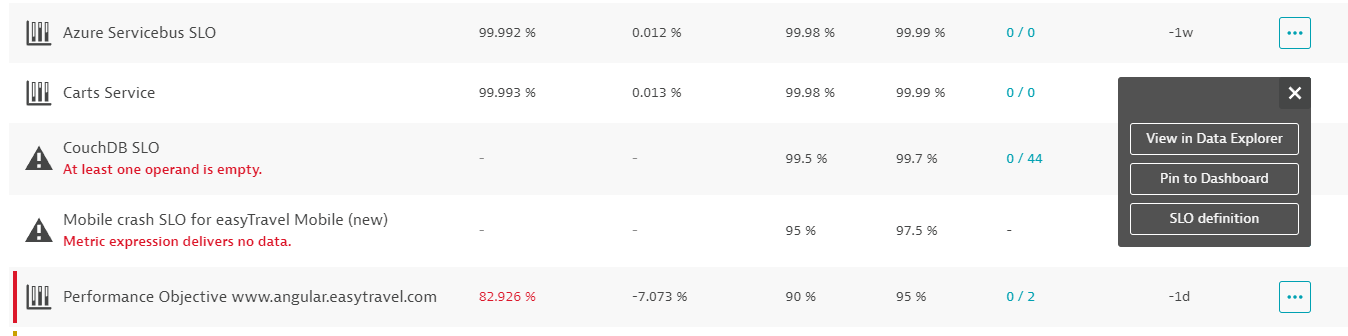 Azure Servicebus SLO 99.992 % 0.012 % 99.98 % 99.99 % 0 / 0 -1w
Carts Service 99.993 % 0.013 % 99.98 % 99.99 % 0 / 0
View in Data Explorer
CouchDB SLO
At least one operand is empty.
- - 99.5 % 99.7 % 0 / 44
Pin to Dashboard
SLO definition
Mobile crash SLO for easyTravel Mobile (new)
Metric expression delivers no data.
- - 95 % 97.5 % -
Performance Objective www.angular.easytravel.com 82.926 % -7.073 % 90 % 95 % 0 / 2 -1d